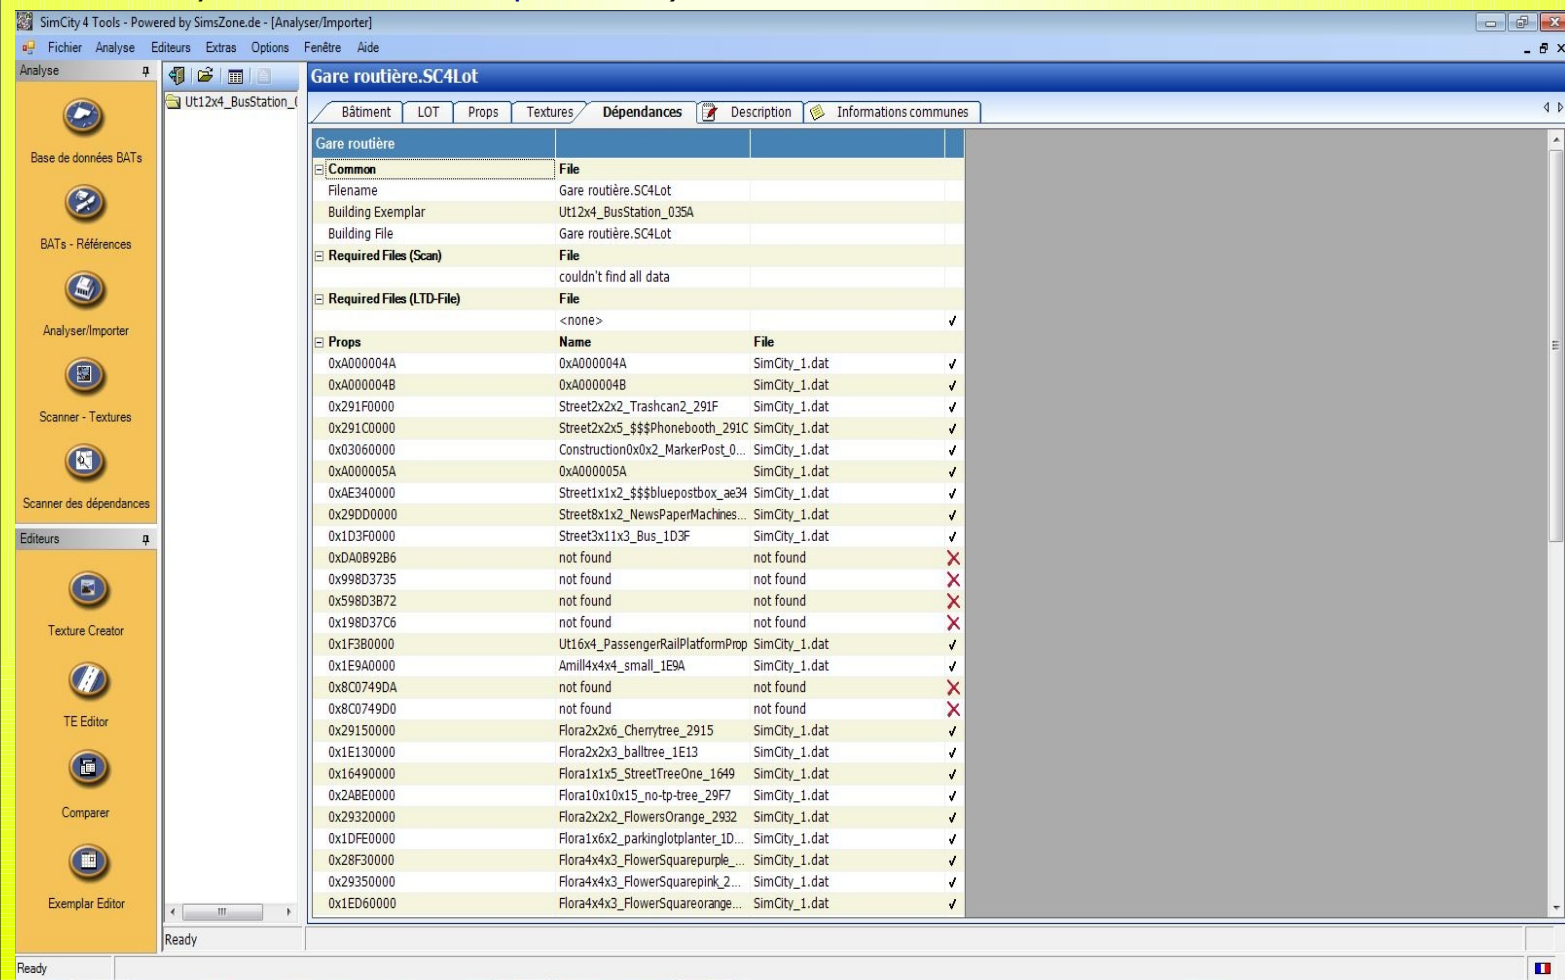 SimCity 4 Tools - Powered by SimsZone.de - [Analyser/Importer]
Fichier Analyse Editeurs Extras Options Fenêtre Aide
Analyse
Base de données BATs
BATs - Références
Analyser/Importer
Scanner - Textures
Scanner des dépendances
Editeurs
Texture Creator
TE Editor
Comparer
Exemplar Editor
Ut12x4_BusStation_(
Ready
Gare routière.SC4Lot
Bâtiment LOT Props Textures Dépendances Description Informations communes
Gare routière
Common File
Filename Gare routière.SC4Lot
Building Exemplar Ut12x4_BusStation_035A
Building File Gare routière.SC4Lot
Required Files (Scan) File
couldn't find all data
Required Files (LTD-File) File
<none>
Props Name File
0xA000004A 0xA000004A SimCity_1.dat
0xA000004B 0xA000004B SimCity_1.dat
0x291F0000 Street2x2x2_Trashcan2_291F SimCity_1.dat
0x291C0000 Street2x2x5_$$$Phonebooth_291C SimCity_1.dat
0x03060000 Construction0x0x2_MarkerPost_0... SimCity_1.dat
0xA000005A 0xA000005A SimCity_1.dat
0xAE340000 Street1x1x2_$$$bluepostbox_ae34 SimCity_1.dat
0x29DD0000 Street8x1x2_NewsPaperMachines... SimCity_1.dat
0x1D3F0000 Street3x11x3_Bus_1D3F SimCity_1.dat
0xDA0B92B6 not found not found
0x998D3735 not found not found
0x598D3B72 not found not found
0x198D37C6 not found not found
0x1F3B0000 Ut16x4_PassengerRailPlatformProp SimCity_1.dat
0x1E9A0000 Amill4x4x4_small_1E9A SimCity_1.dat
0x8C0749DA not found not found
0x8C0749D0 not found not found
0x29150000 Flora2x2x6_Cherrytree_2915 SimCity_1.dat
0x1E130000 Flora2x2x3_balltree_1E13 SimCity_1.dat
0x16490000 Flora1x1x5_StreetTreeOne_1649 SimCity_1.dat
0x2ABE0000 Flora10x10x15_no-tp-tree_29F7 SimCity_1.dat
0x29320000 Flora2x2x2_FlowersOrange_2932 SimCity_1.dat
0x1DFE0000 Flora1x6x2_parkinglotplanter_1D... SimCity_1.dat
0x28F30000 Flora4x4x3_FlowerSquarepurple_... SimCity_1.dat
0x29350000 Flora4x4x3_FlowerSquarepink_2... SimCity_1.dat
0x1ED60000 Flora4x4x3_FlowerSquareorange... SimCity_1.dat
Ready